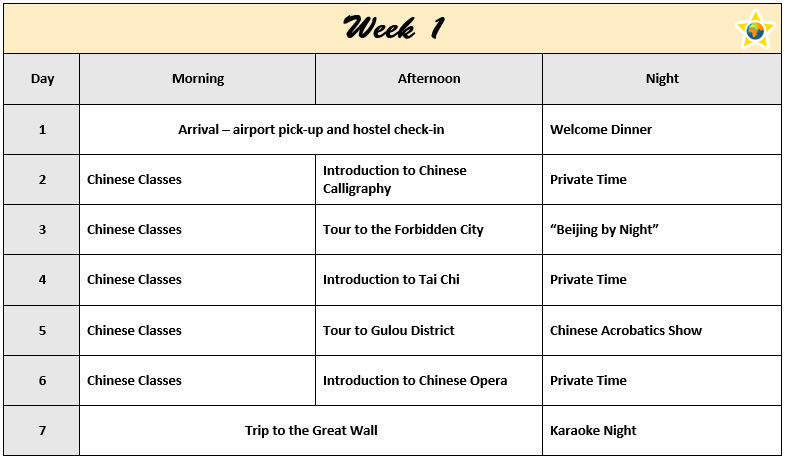 Week 1
Day Morning Afternoon Night
1 Arrival – airport pick-up and hostel check-in Welcome Dinner
2 Chinese Classes Introduction to Chinese Calligraphy Private Time
3 Chinese Classes Tour to the Forbidden City “Beijing by Night”
4 Chinese Classes Introduction to Tai Chi Private Time
5 Chinese Classes Tour to Gulou District Chinese Acrobatics Show
6 Chinese Classes Introduction to Chinese Opera Private Time
7 Trip to the Great Wall Karaoke Night